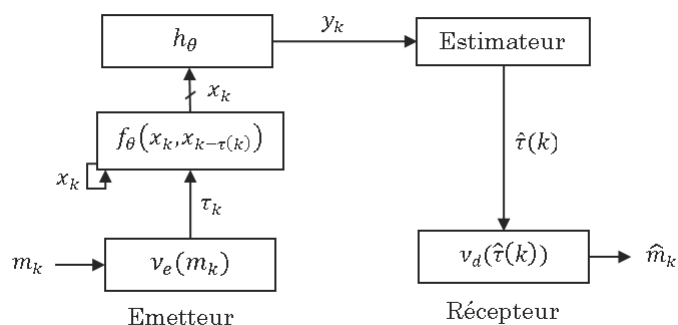 h_θ
y_k
Estimateur
x_k
f_θ(x_k, x_{k−τ(k)})
x_k
τ̂(k)
τ_k
m_k
ν_e(m_k)
ν_d(τ̂(k))
m̂_k
Emetteur
Récepteur